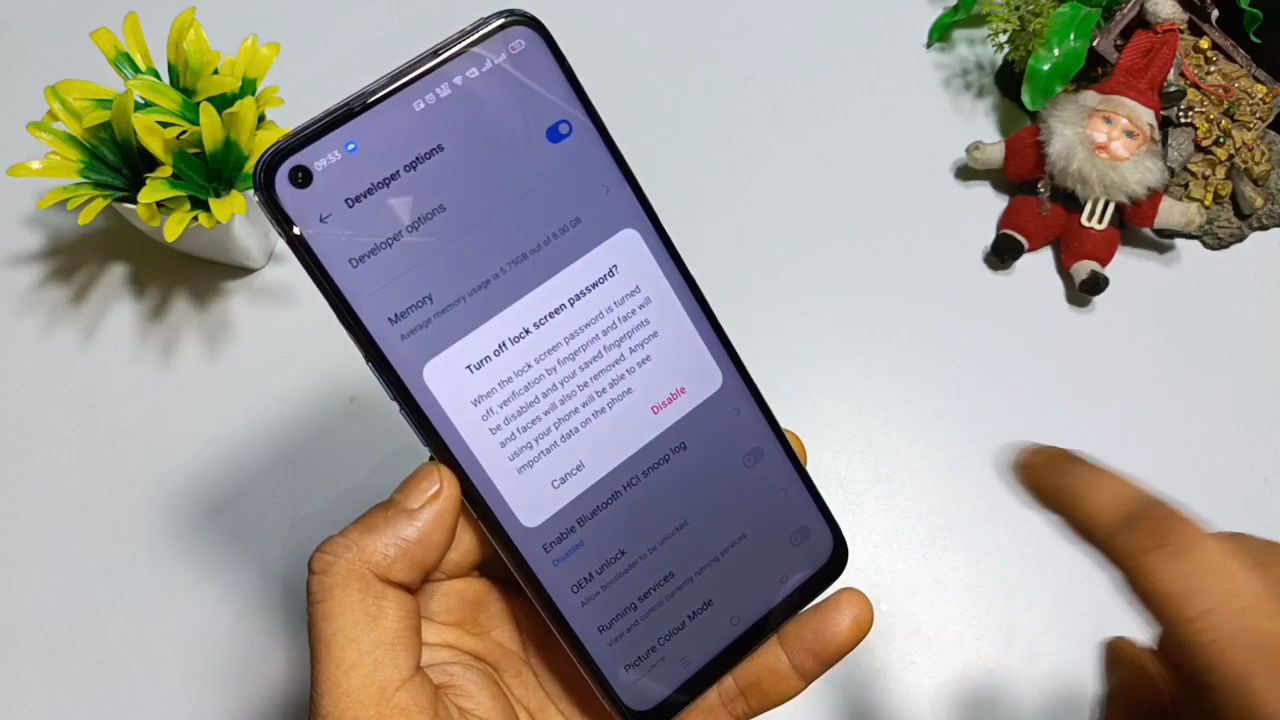 09:53
Developer options
Developer options
Memory
Average memory usage is 5.75GB out of 8.00 GB
Turn off lock screen password?
When the lock screen password is turned
off, verification by fingerprint and face will
be disabled and your saved fingerprints
and faces will also be removed. Anyone
using your phone will be able to see
important data on the phone.
Cancel
Disable
Enable Bluetooth HCI snoop log
Disabled
OEM unlock
Allow bootloader to be unlocked
Running services
View and control currently running services
Picture Colour Mode